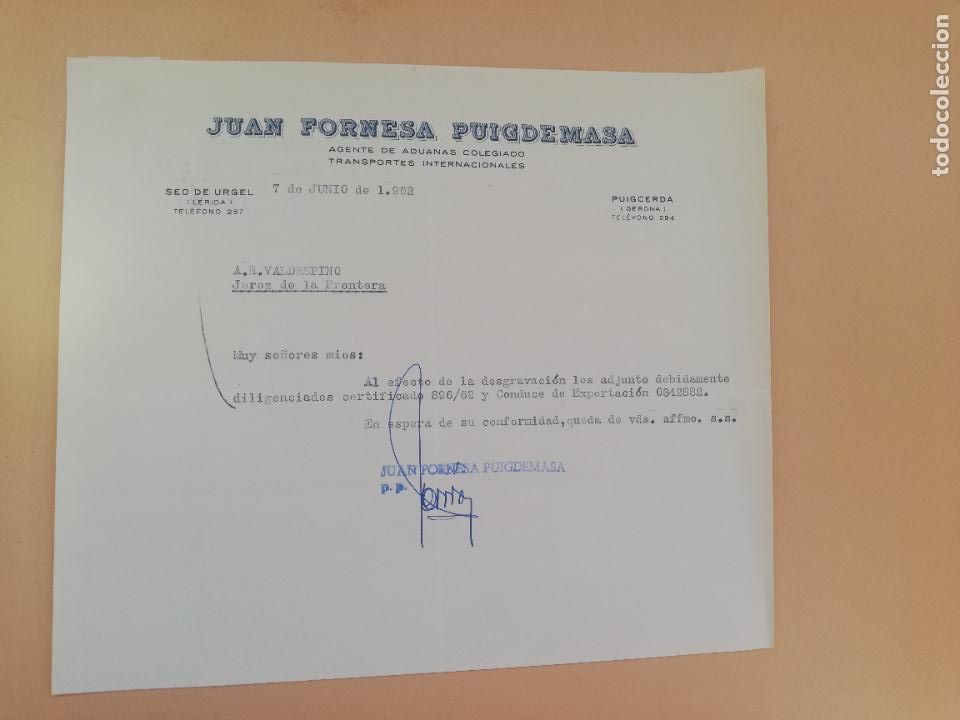 JUAN FORNESA PUIGDEMASA
AGENTE DE ADUANAS COLEGIADO
TRANSPORTES INTERNACIONALES
SEO DE URGEL
(LERIDA)
TELÉFONO 257
7 de JUNIO de 1.962
PUIGCERDA
(GERONA)
TELÉFONO 294
A.R.VALDESPINO
Jerez de la Frontera
Muy señores mios:
Al efecto de la desgravación les adjunto debidamente
diligenciados certificado 896/62 y Conduce de Exportación 0342882.
En espera de su conformidad,queda de vds. affmo. s.s.
JUAN FORNESA PUIGDEMASA
p. p.
todocoleccion